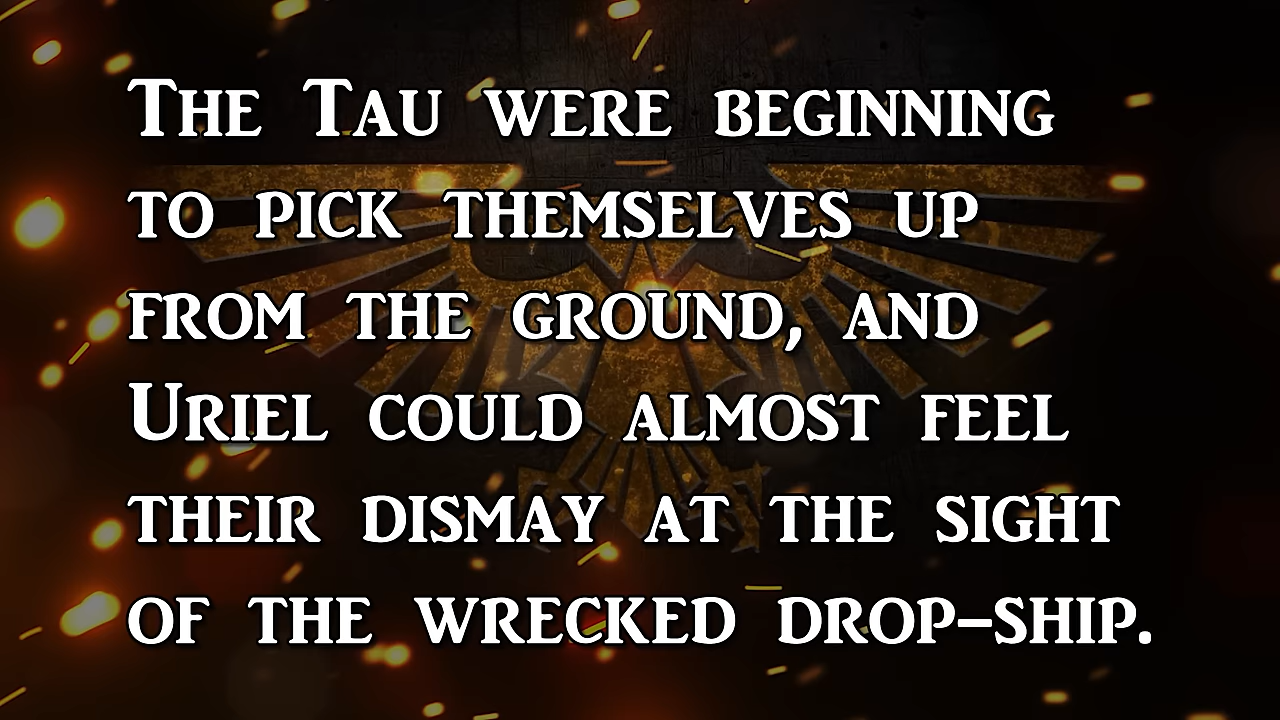 The Tau were beginning
to pick themselves up
from the ground, and
Uriel could almost feel
their dismay at the sight
of the wrecked drop-ship.